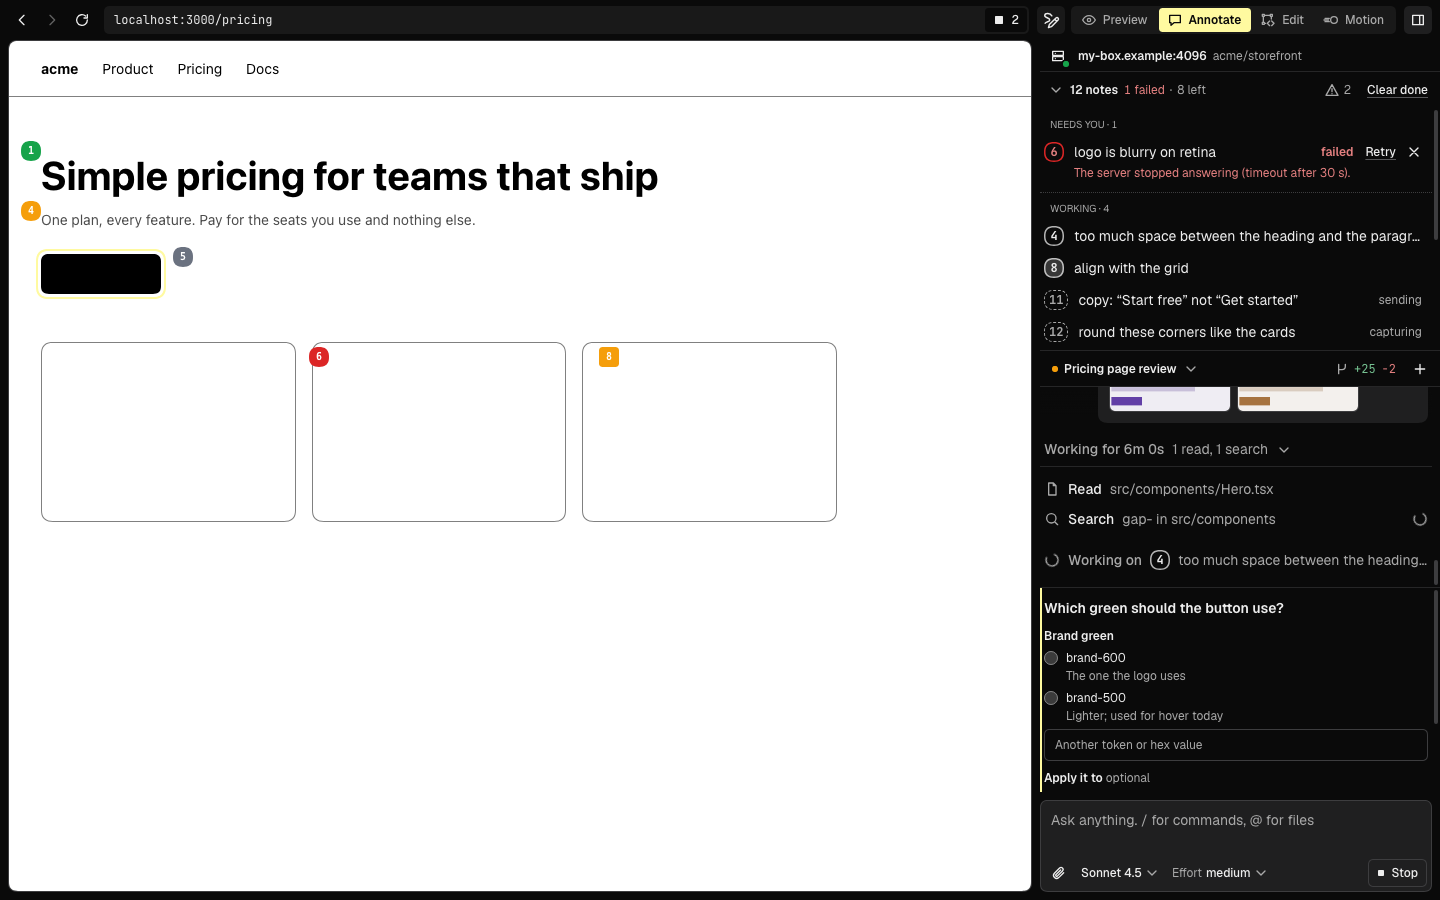 localhost:3000/pricing
2
Preview
Annotate
Edit
Motion
acme
Product
Pricing
Docs
1
Simple pricing for teams that ship
4
One plan, every feature. Pay for the seats you use and nothing else.
5
6
8
my-box.example:4096 acme/storefront
12 notes 1 failed · 8 left
2
Clear done
NEEDS YOU · 1
6 logo is blurry on retina failed Retry
The server stopped answering (timeout after 30 s).
WORKING · 4
4 too much space between the heading and the paragr…
8 align with the grid
11 copy: “Start free” not “Get started” sending
12 round these corners like the cards capturing
Pricing page review +25 -2
Working for 6m 0s 1 read, 1 search
Read src/components/Hero.tsx
Search gap- in src/components
Working on 4 too much space between the heading…
Which green should the button use?
Brand green
brand-600
The one the logo uses
brand-500
Lighter; used for hover today
Another token or hex value
Apply it to optional
Ask anything. / for commands, @ for files
Sonnet 4.5 Effort medium Stop